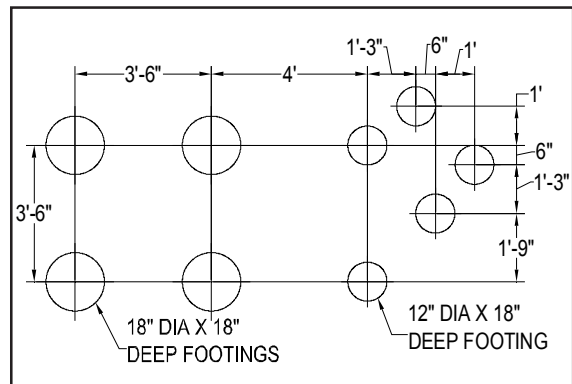 1'-3"
6"
1'
3'-6"
4'
1'
6"
1'-3"
3'-6"
1'-9"
18" DIA X 18"
DEEP FOOTINGS
12" DIA X 18"
DEEP FOOTING